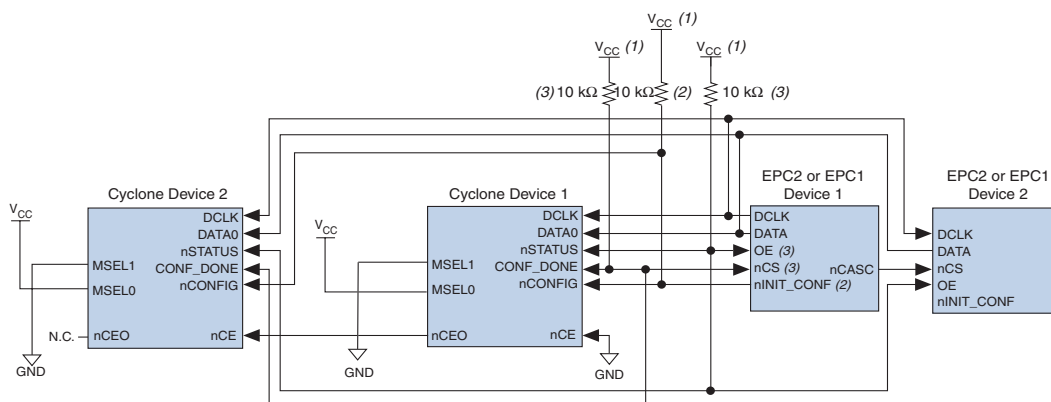 VCC (1)
VCC (1) VCC (1)
(3) 10 kΩ 10 kΩ (2) 10 kΩ (3)
Cyclone Device 2
VCC
DCLK
DATA0
nSTATUS
MSEL1
CONF_DONE
MSEL0
nCONFIG
N.C.
nCEO
nCE
GND
Cyclone Device 1
VCC
DCLK
DATA0
nSTATUS
MSEL1
CONF_DONE
MSEL0
nCONFIG
nCEO
nCE
GND
GND
EPC2 or EPC1
Device 1
DCLK
DATA
OE (3)
nCS (3)
nCASC
nINIT_CONF (2)
EPC2 or EPC1
Device 2
DCLK
DATA
nCS
OE
nINIT_CONF